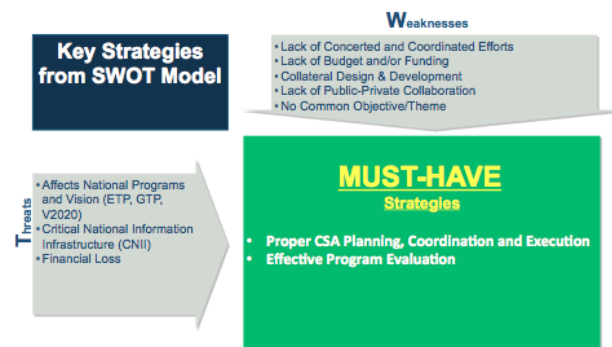 Weaknesses
Key Strategies
from SWOT Model
• Lack of Concerted and Coordinated Efforts
• Lack of Budget and/or Funding
• Collateral Design & Development
• Lack of Public-Private Collaboration
• No Common Objective/Theme
Threats
• Affects National Programs
and Vision (ETP, GTP,
V2020)
• Critical National Information
Infrastructure (CNII)
• Financial Loss
MUST-HAVE
Strategies
• Proper CSA Planning, Coordination and Execution
• Effective Program Evaluation